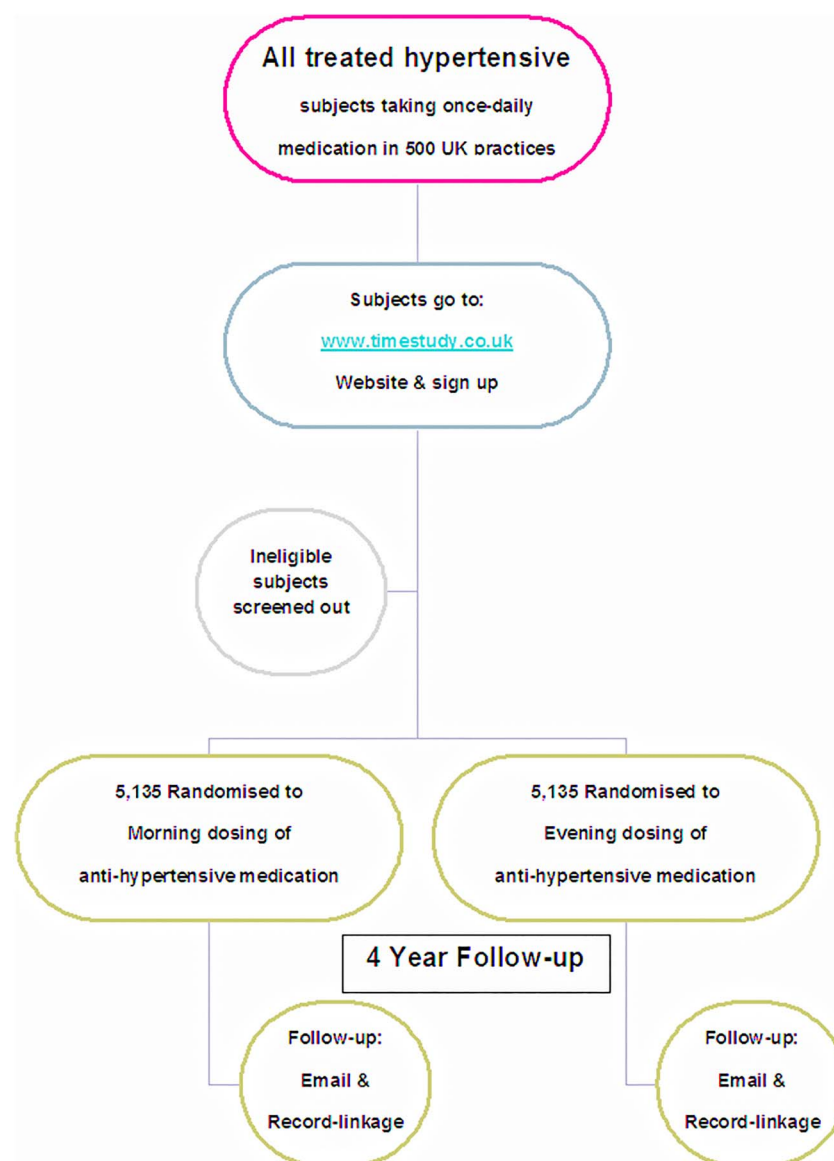 All treated hypertensive
subjects taking once-daily
medication in 500 UK practices
Subjects go to:
www.timestudy.co.uk
Website & sign up
Ineligible
subjects
screened out
5,135 Randomised to
Morning dosing of
anti-hypertensive medication
5,135 Randomised to
Evening dosing of
anti-hypertensive medication
4 Year Follow-up
Follow-up:
Email &
Record-linkage
Follow-up:
Email &
Record-linkage